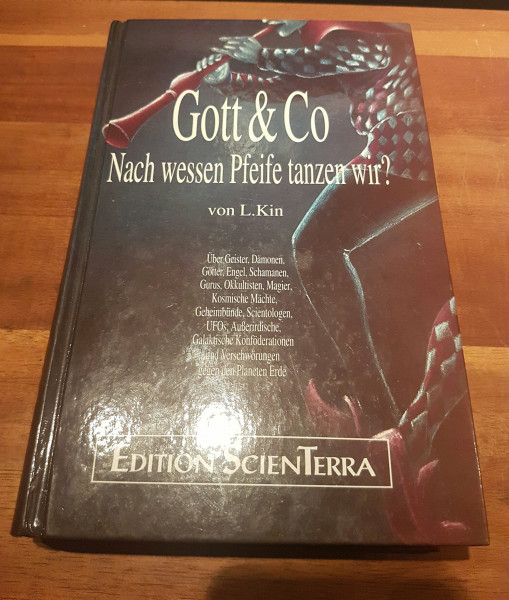 Gott & Co
Nach wessen Pfeife tanzen wir?
von L.Kin
Über Geister, Dämonen,
Götter, Engel, Schamanen,
Gurus, Okkultisten, Magier,
Kosmische Mächte,
Geheimbünde, Scientologen,
UFOs, Außerirdische,
Galaktische Konföderationen
und Verschwörungen
gegen den Planeten Erde
EDITION SCIENTERRA